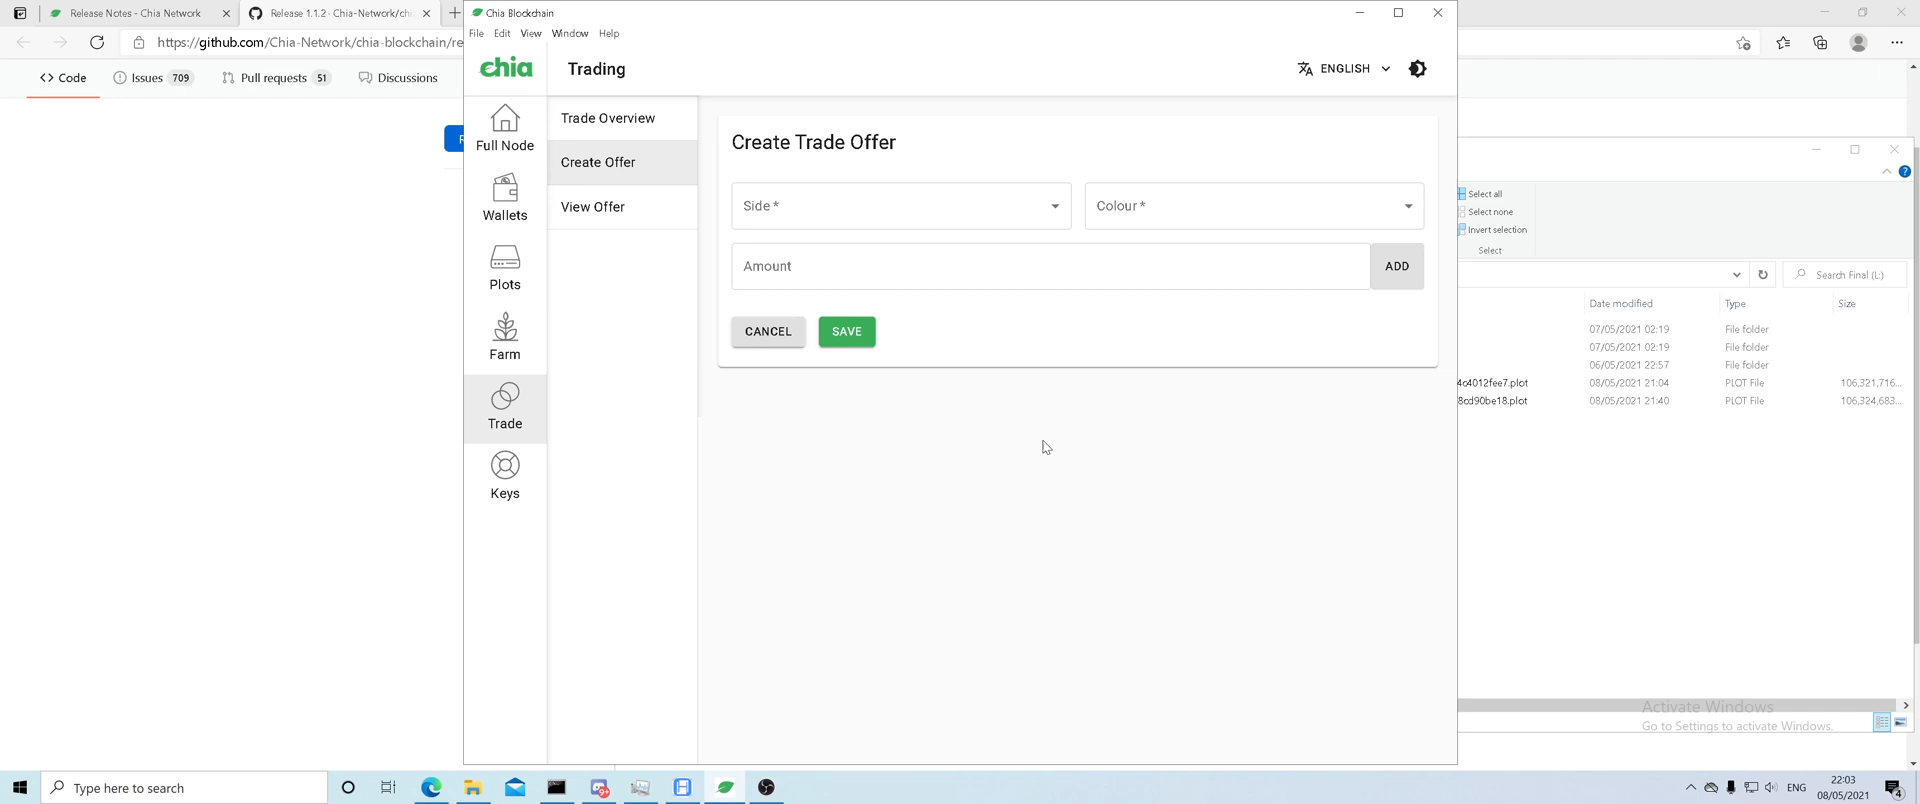 Release Notes - Chia Network
Release 1.1.2 · Chia-Network/chi
https://github.com/Chia-Network/chia-blockchain/re
<> Code
Issues 709
Pull requests 51
Discussions
Chia Blockchain
File Edit View Window Help
chia
Trading
ENGLISH
Full Node
Wallets
Plots
Farm
Trade
Keys
Trade Overview
Create Offer
View Offer
Create Trade Offer
Side *
Colour *
Amount
ADD
CANCEL
SAVE
Select all
Select none
Invert selection
Select
Search Final (L:)
Date modified Type Size
07/05/2021 02:19 File folder
07/05/2021 02:19 File folder
06/05/2021 22:57 File folder
4c4012fee7.plot 08/05/2021 21:04 PLOT File 106,321,716...
8cd90be18.plot 08/05/2021 21:40 PLOT File 106,324,683...
Activate Windows
Go to Settings to activate Windows.
Type here to search
9+
ENG
22:03
08/05/2021
4